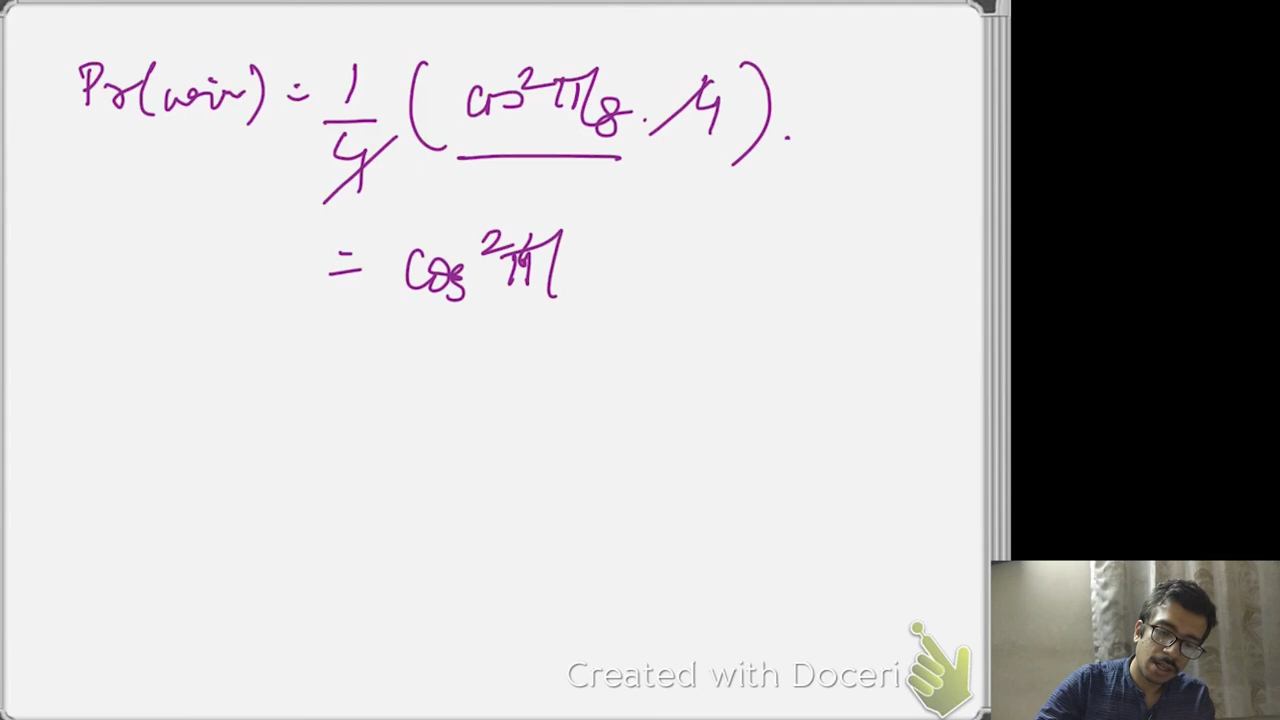 Pr(win) = 1/4 (cos²π/8 · 4).
= cos²π/
Created with Doceri